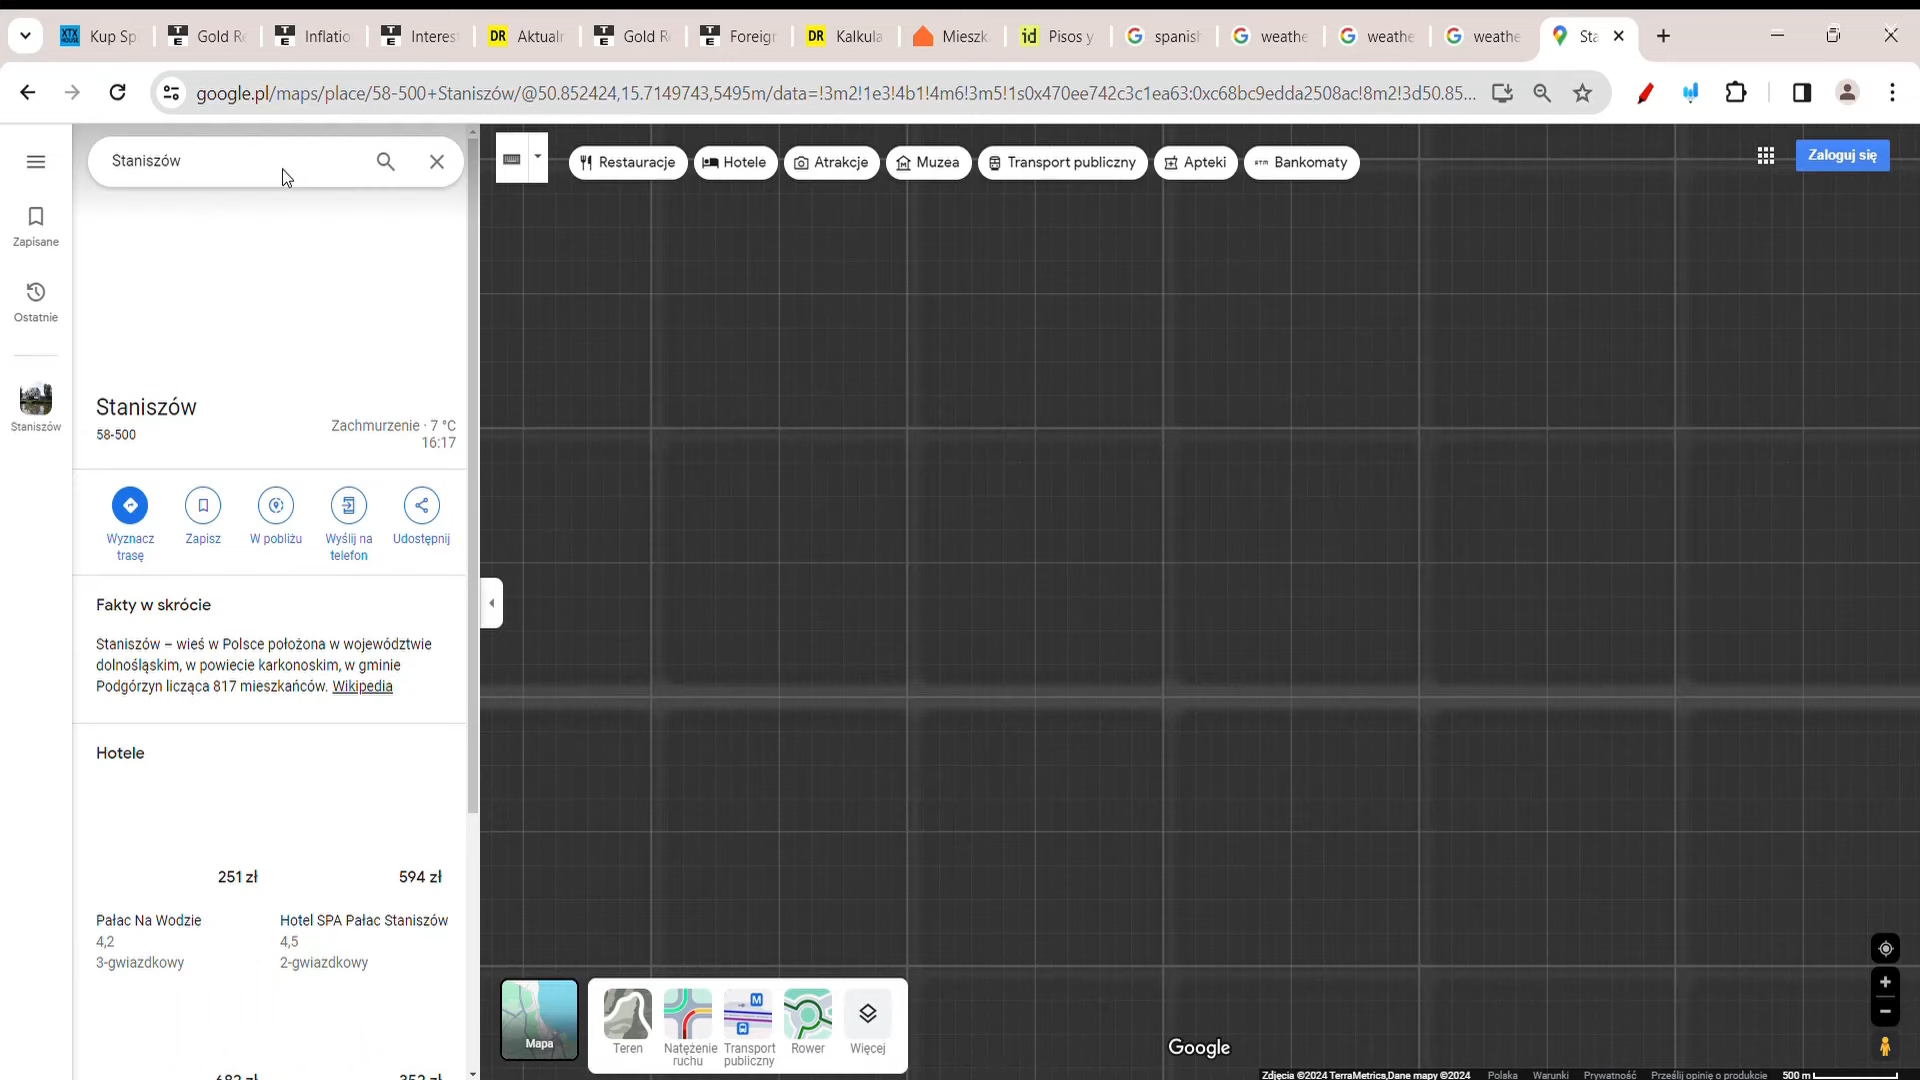 Kup Sp
Gold Re
Inflatio
Interes
Aktualn
Gold Re
Foreign
Kalkula
Mieszk
Pisos y
spanish
weathe
weathe
weathe
Sta
google.pl/maps/place/58-500+Staniszów/@50.852424,15.7149743,5495m/data=!3m2!1e3!4b1!4m6!3m5!1s0x470ee742c3c1ea63:0xc68bc9edda2508ac!8m2!3d50.85...
Staniszów
Restauracje
Hotele
Atrakcje
Muzea
Transport publiczny
Apteki
Bankomaty
Zaloguj się
Zapisane
Ostatnie
Staniszów
Staniszów
58-500
Zachmurzenie · 7 °C
16:17
Wyznacz
trasę
Zapisz
W pobliżu
Wyślij na
telefon
Udostępnij
Fakty w skrócie
Staniszów – wieś w Polsce położona w województwie
dolnośląskim, w powiecie karkonoskim, w gminie
Podgórzyn licząca 817 mieszkańców. Wikipedia
Hotele
251 zł
594 zł
Pałac Na Wodzie
4,2
3-gwiazdkowy
Hotel SPA Pałac Staniszów
4,5
2-gwiazdkowy
Mapa
Teren
Natężenie
ruchu
Transport
publiczny
Rower
Więcej
Google
Zdjęcia ©2024 TerraMetrics,Dane mapy ©2024
Polska
Warunki
Prywatność
Prześlij opinię o produkcie
500 m